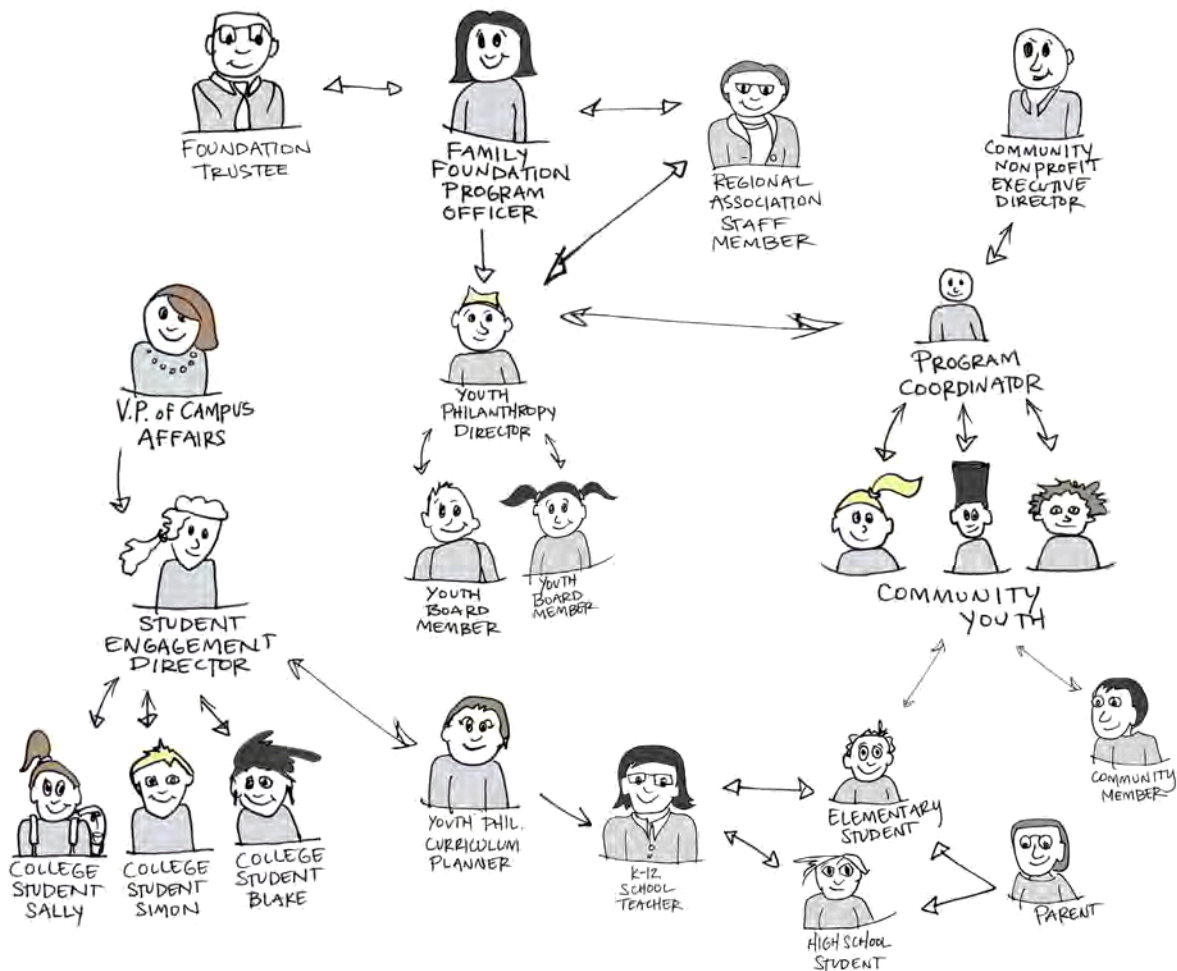 FOUNDATION
TRUSTEE
FAMILY
FOUNDATION
PROGRAM
OFFICER
REGIONAL
ASSOCIATION
STAFF
MEMBER
COMMUNITY
NONPROFIT
EXECUTIVE
DIRECTOR
V.P. of CAMPUS
AFFAIRS
YOUTH
PHILANTHROPY
DIRECTOR
PROGRAM
COORDINATOR
STUDENT
ENGAGEMENT
DIRECTOR
YOUTH
BOARD
MEMBER
YOUTH
BOARD
MEMBER
COMMUNITY
YOUTH
COLLEGE
STUDENT
SALLY
COLLEGE
STUDENT
SIMON
COLLEGE
STUDENT
BLAKE
YOUTH PHIL.
CURRICULUM
PLANNER
K-12
SCHOOL
TEACHER
ELEMENTARY
STUDENT
HIGH SCHOOL
STUDENT
COMMUNITY
MEMBER
PARENT